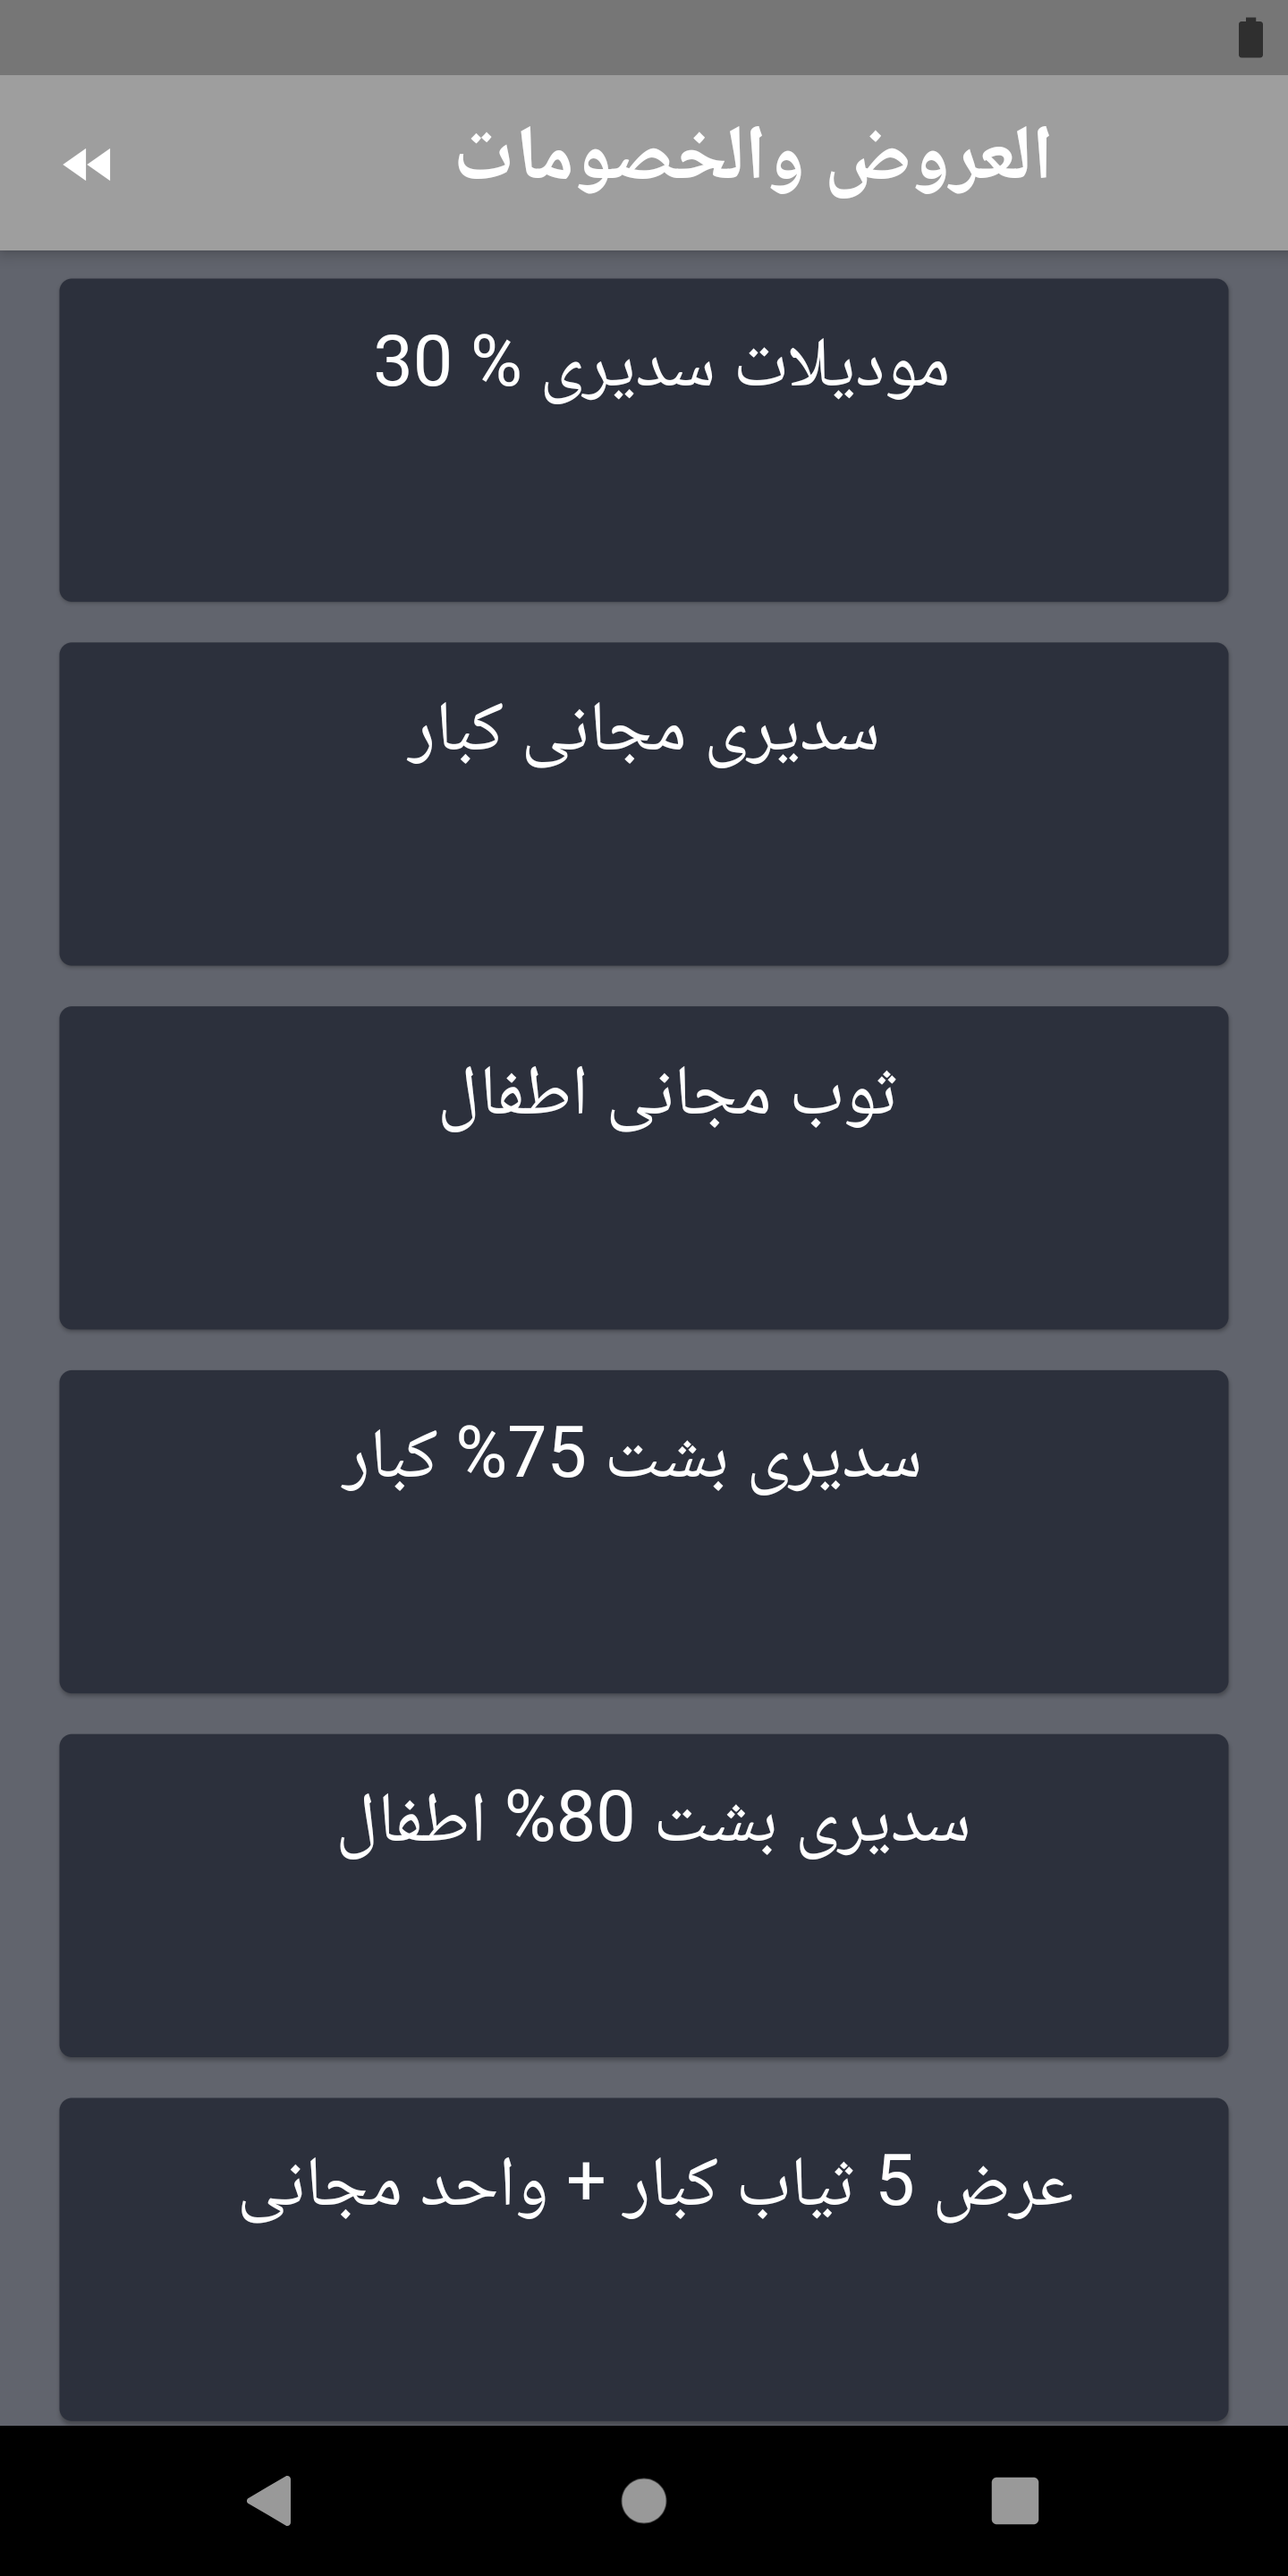 العروض والخصومات
موديلات سديرى % 30
سديرى مجانى كبار
ثوب مجانى اطفال
سديرى بشت 75% كبار
سديرى بشت 80% اطفال
عرض 5 ثياب كبار + واحد مجانى